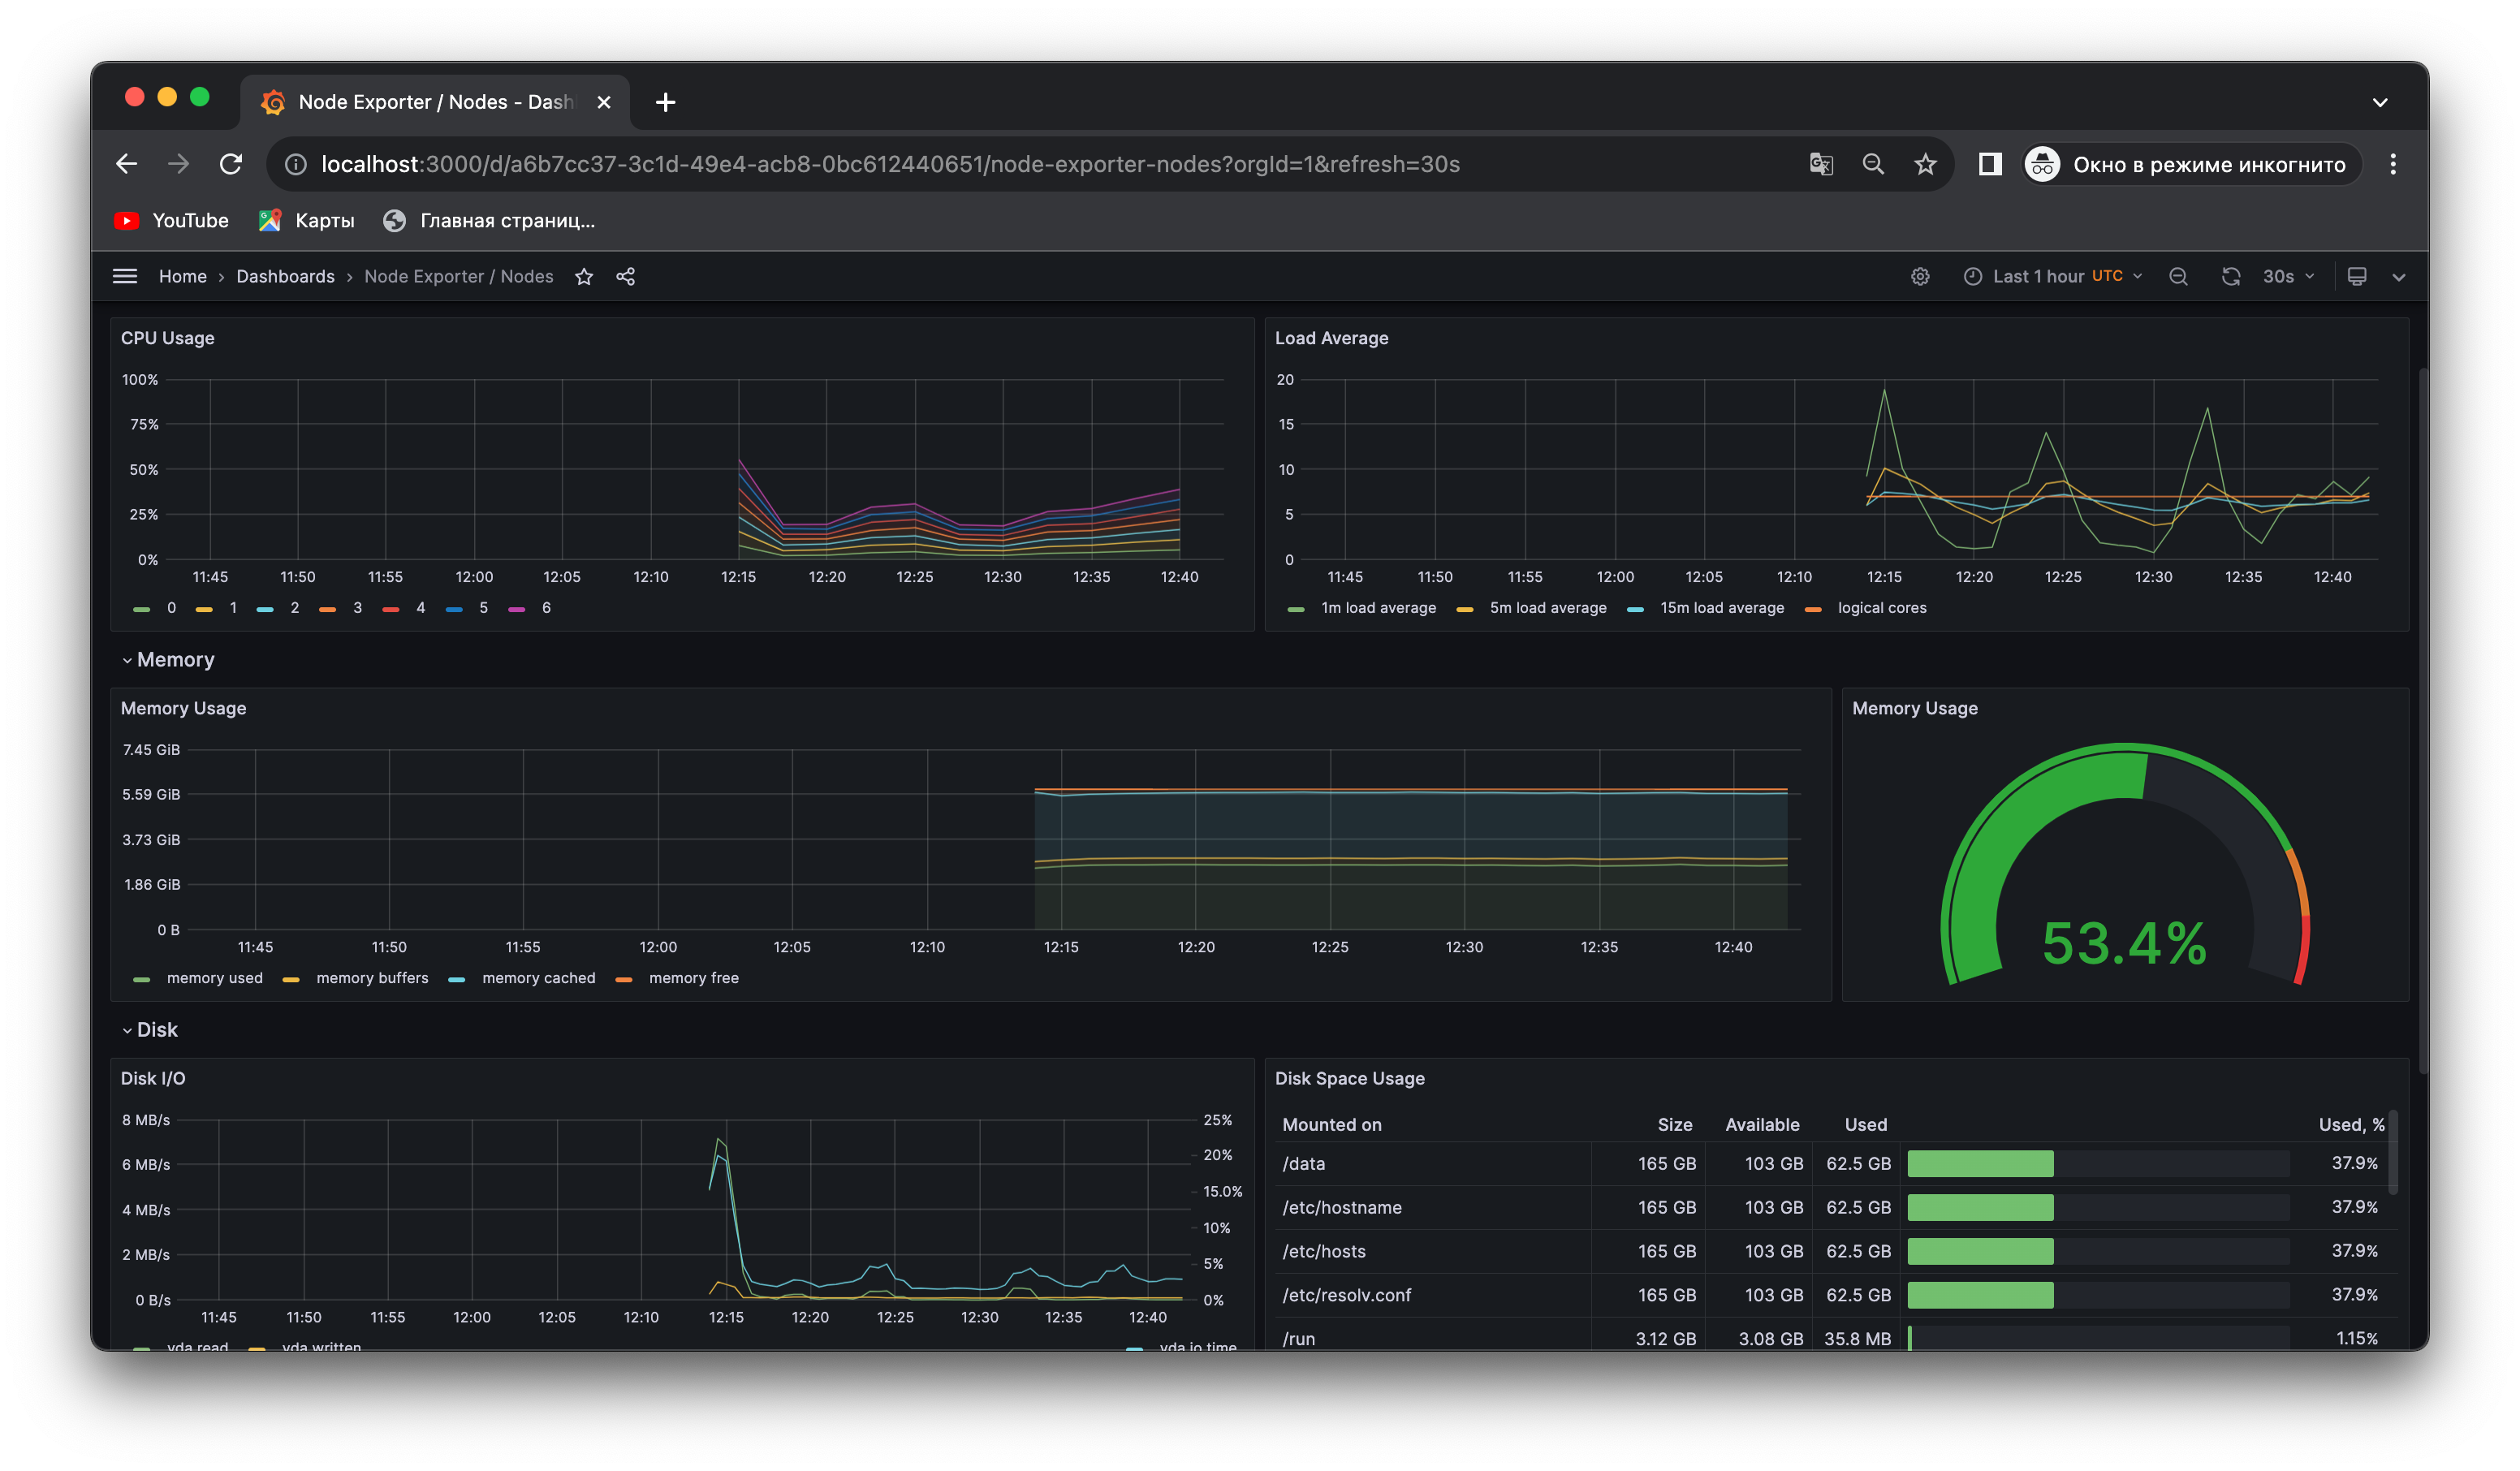 Node Exporter / Nodes - Dash
localhost:3000/d/a6b7cc37-3c1d-49e4-acb8-0bc612440651/node-exporter-nodes?orgId=1&refresh=30s
Окно в режиме инкогнито
YouTube Карты Главная страниц...
Home › Dashboards › Node Exporter / Nodes
Last 1 hour UTC 30s
CPU Usage
100%
75%
50%
25%
0%
11:45 11:50 11:55 12:00 12:05 12:10 12:15 12:20 12:25 12:30 12:35 12:40
0 1 2 3 4 5 6
Load Average
20
15
10
5
0
11:45 11:50 11:55 12:00 12:05 12:10 12:15 12:20 12:25 12:30 12:35 12:40
1m load average 5m load average 15m load average logical cores
Memory
Memory Usage
7.45 GiB
5.59 GiB
3.73 GiB
1.86 GiB
0 B
11:45 11:50 11:55 12:00 12:05 12:10 12:15 12:20 12:25 12:30 12:35 12:40
memory used memory buffers memory cached memory free
Memory Usage
53.4%
Disk
Disk I/O
8 MB/s
6 MB/s
4 MB/s
2 MB/s
0 B/s
25%
20%
15.0%
10%
5%
0%
11:45 11:50 11:55 12:00 12:05 12:10 12:15 12:20 12:25 12:30 12:35 12:40
vda read vda written vda io time
Disk Space Usage
Mounted on Size Available Used Used, %
/data 165 GB 103 GB 62.5 GB 37.9%
/etc/hostname 165 GB 103 GB 62.5 GB 37.9%
/etc/hosts 165 GB 103 GB 62.5 GB 37.9%
/etc/resolv.conf 165 GB 103 GB 62.5 GB 37.9%
/run 3.12 GB 3.08 GB 35.8 MB 1.15%